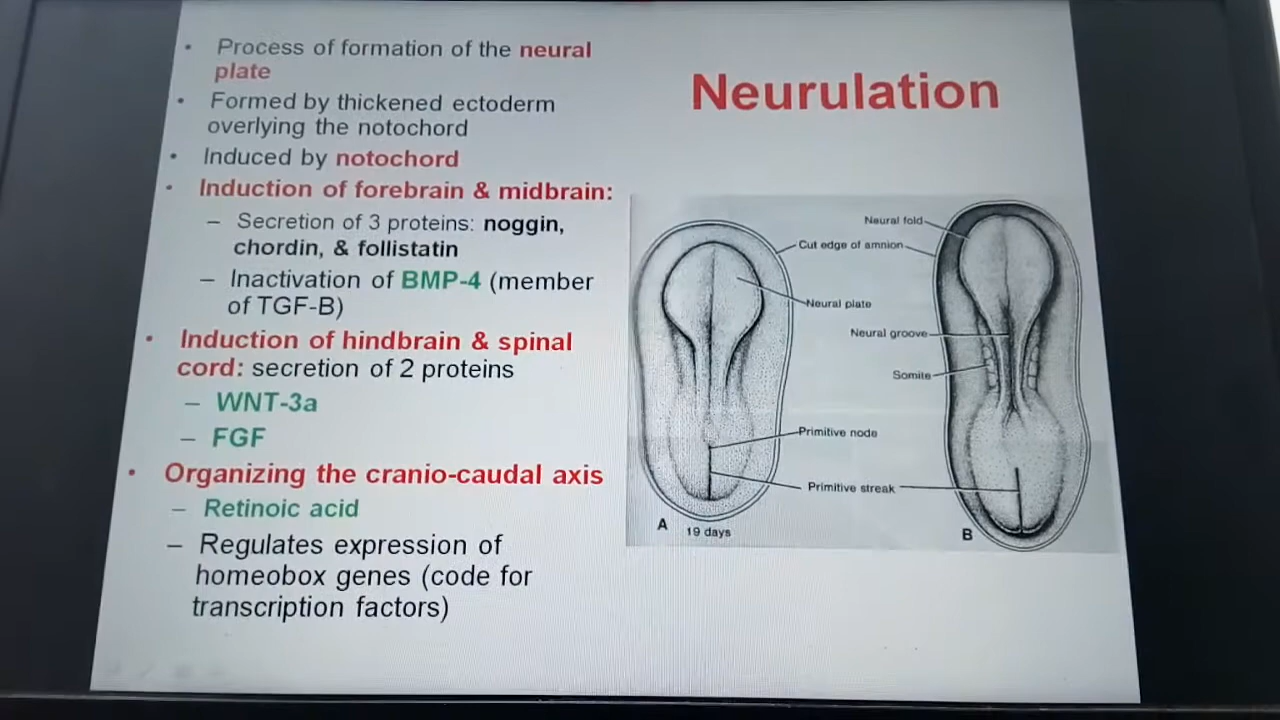 Neurulation
• Process of formation of the neural
plate
• Formed by thickened ectoderm
overlying the notochord
• Induced by notochord
• Induction of forebrain & midbrain:
– Secretion of 3 proteins: noggin,
chordin, & follistatin
– Inactivation of BMP-4 (member
of TGF-B)
• Induction of hindbrain & spinal
cord: secretion of 2 proteins
– WNT-3a
– FGF
• Organizing the cranio-caudal axis
– Retinoic acid
– Regulates expression of
homeobox genes (code for
transcription factors)
Neural fold
Cut edge of amnion
Neural plate
Neural groove
Somite
Primitive node
Primitive streak
A 19 days
B